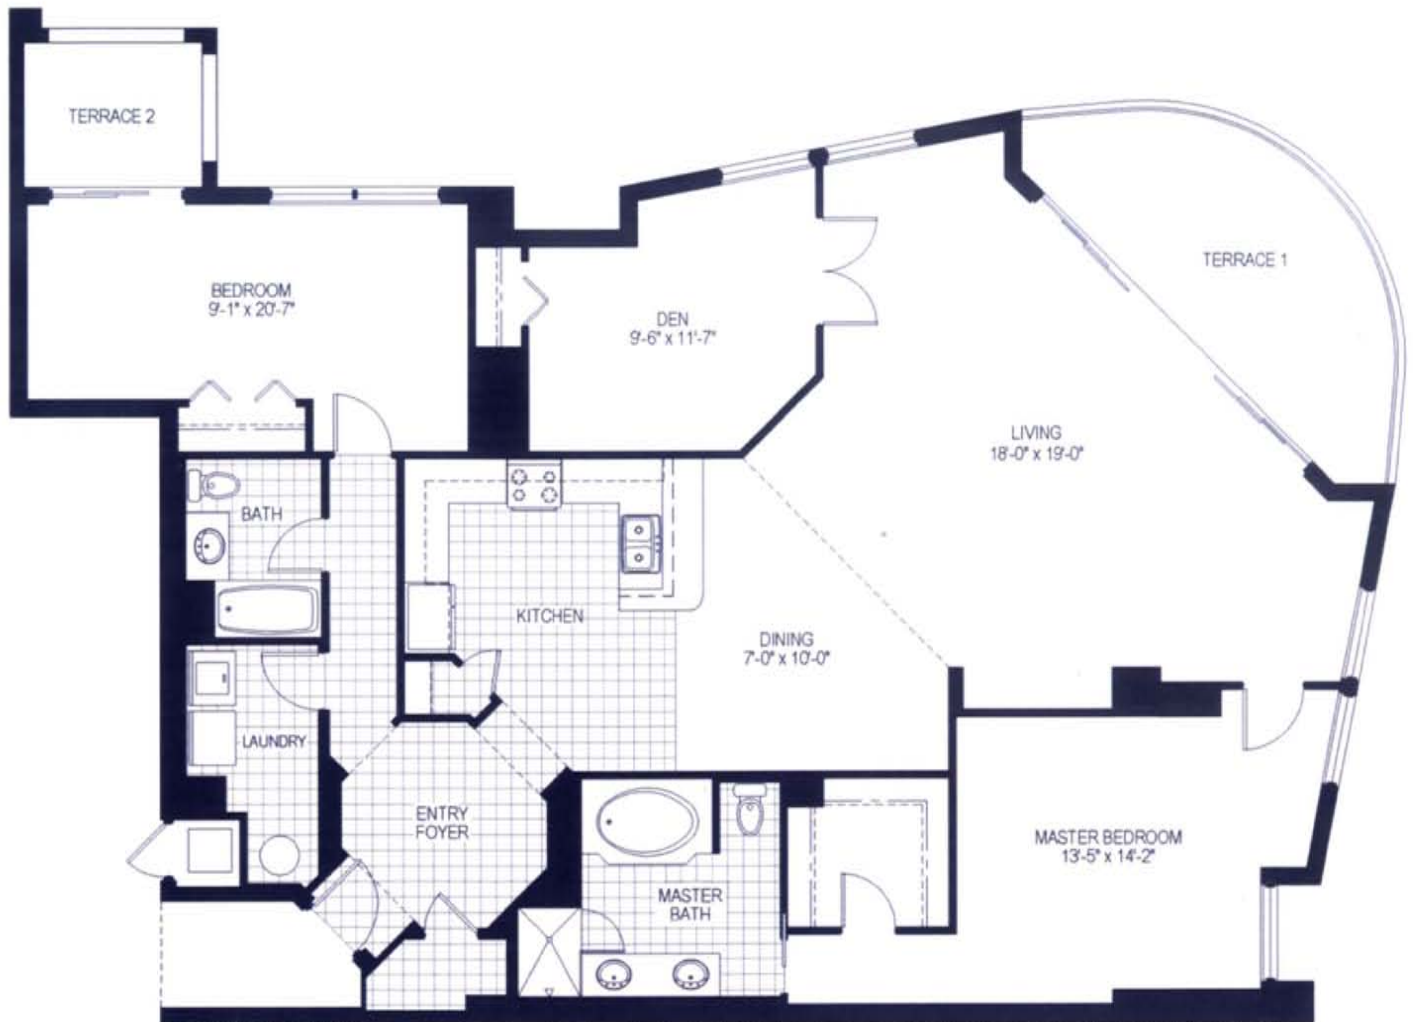 TERRACE 2
TERRACE 1
BEDROOM
9'-1" x 20'-7"
DEN
9'-6" x 11'-7"
LIVING
18'-0" x 19'-0"
BATH
KITCHEN
DINING
7'-0" x 10'-0"
LAUNDRY
ENTRY
FOYER
MASTER BEDROOM
13'-5" x 14'-2"
MASTER
BATH